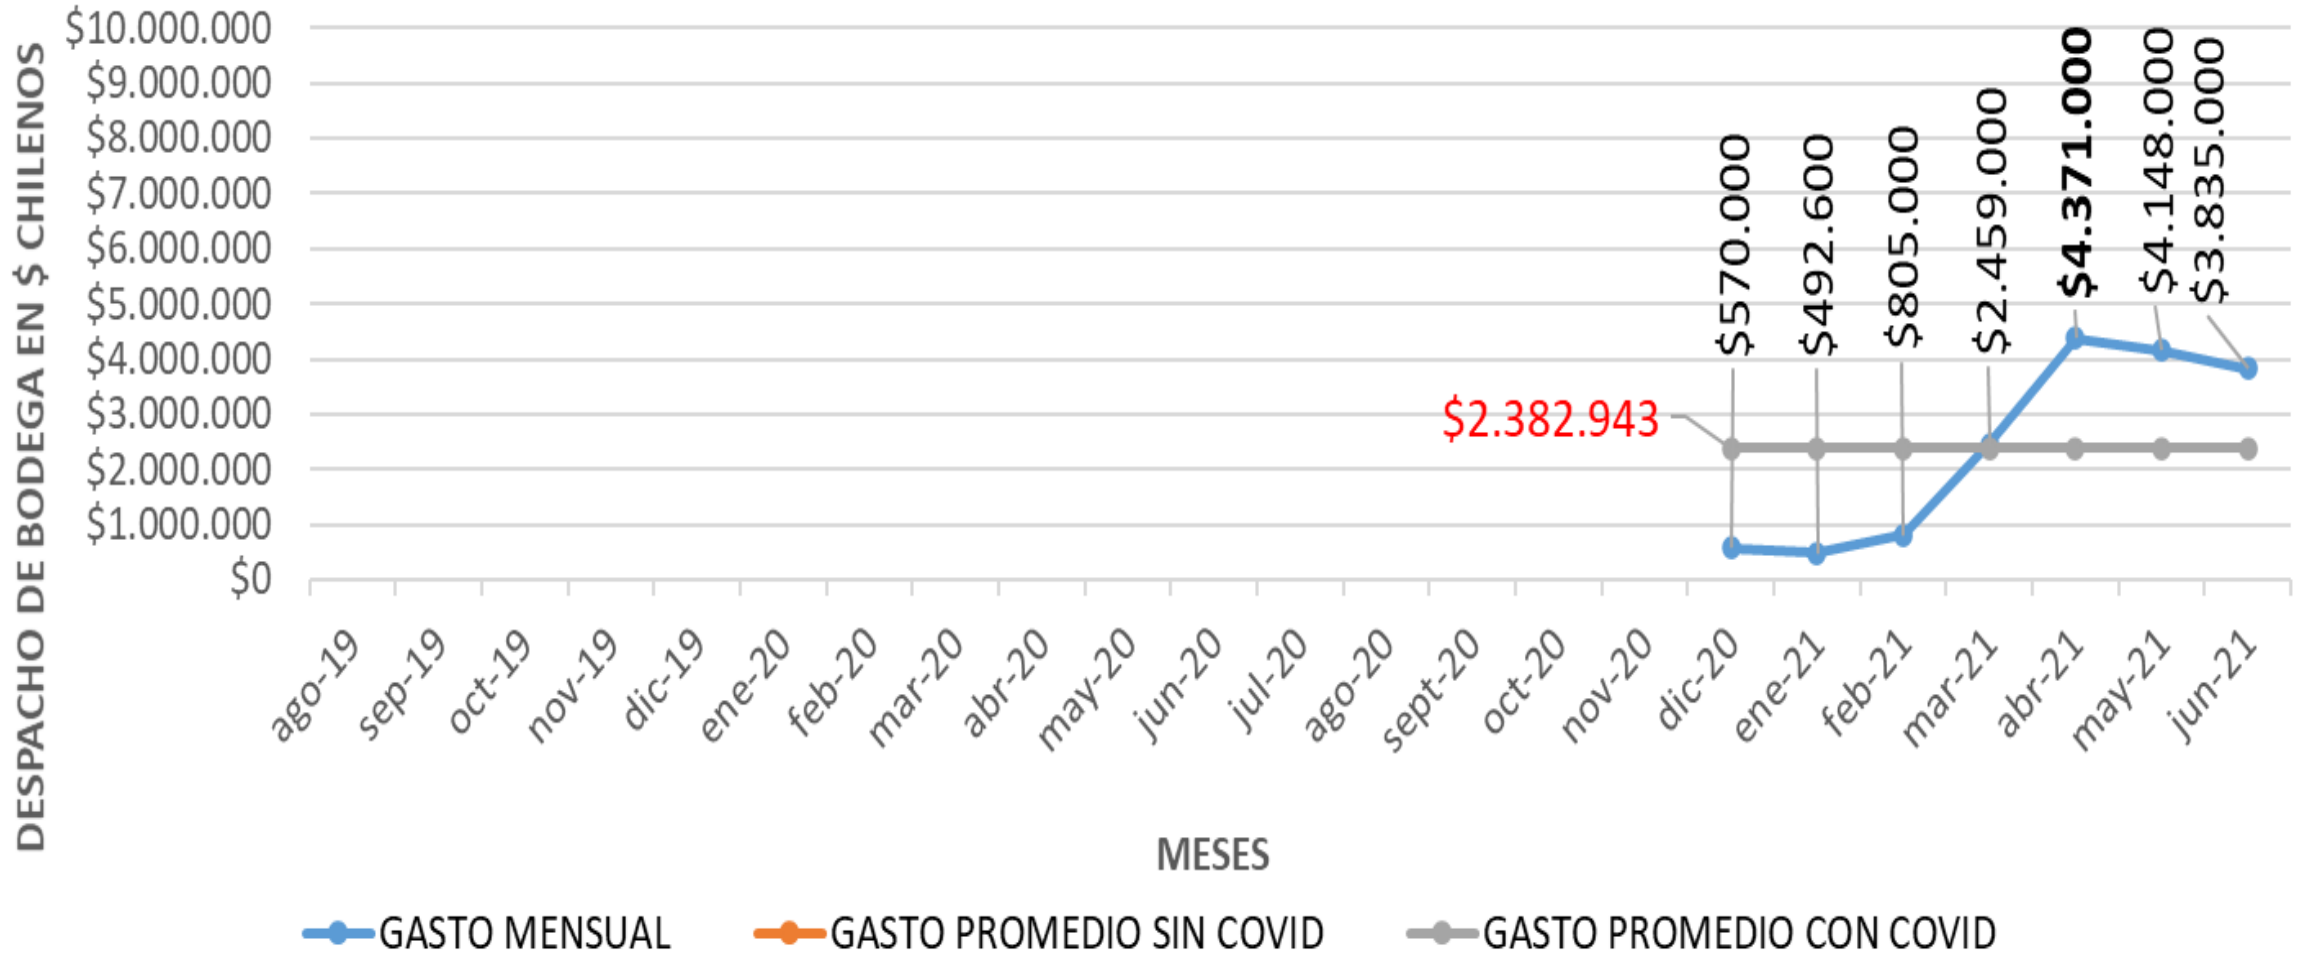 DESPACHO DE BODEGA EN $ CHILENOS
$10.000.000
$9.000.000
$8.000.000
$7.000.000
$6.000.000
$5.000.000
$4.000.000
$3.000.000
$2.000.000
$1.000.000
$0
$2.382.943
$570.000
$492.600
$805.000
$2.459.000
$4.371.000
$4.148.000
$3.835.000
ago-19
sep-19
oct-19
nov-19
dic-19
ene-20
feb-20
mar-20
abr-20
may-20
jun-20
jul-20
ago-20
sept-20
oct-20
nov-20
dic-20
ene-21
feb-21
mar-21
abr-21
may-21
jun-21
MESES
GASTO MENSUAL
GASTO PROMEDIO SIN COVID
GASTO PROMEDIO CON COVID